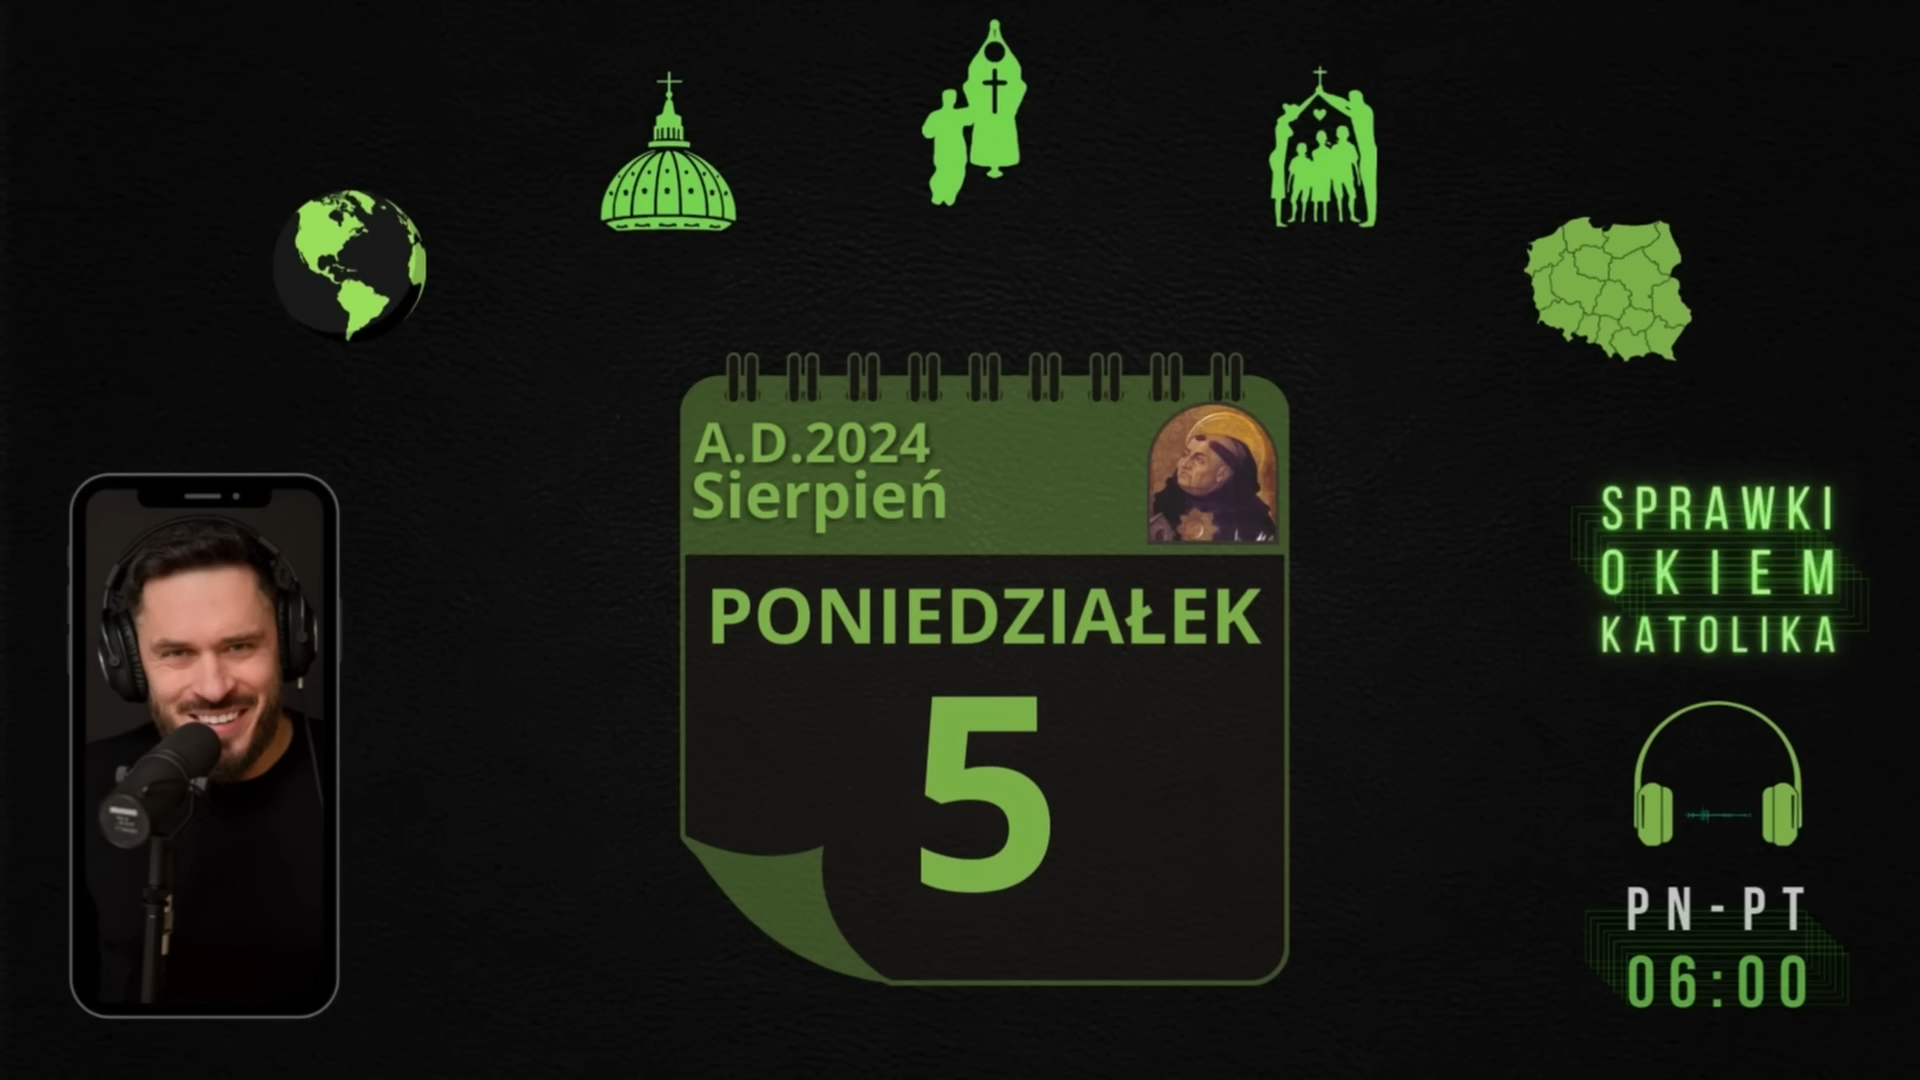 A.D.2024
Sierpień
PONIEDZIAŁEK
5
SPRAWKI
OKIEM
KATOLIKA
PN-PT
06:00